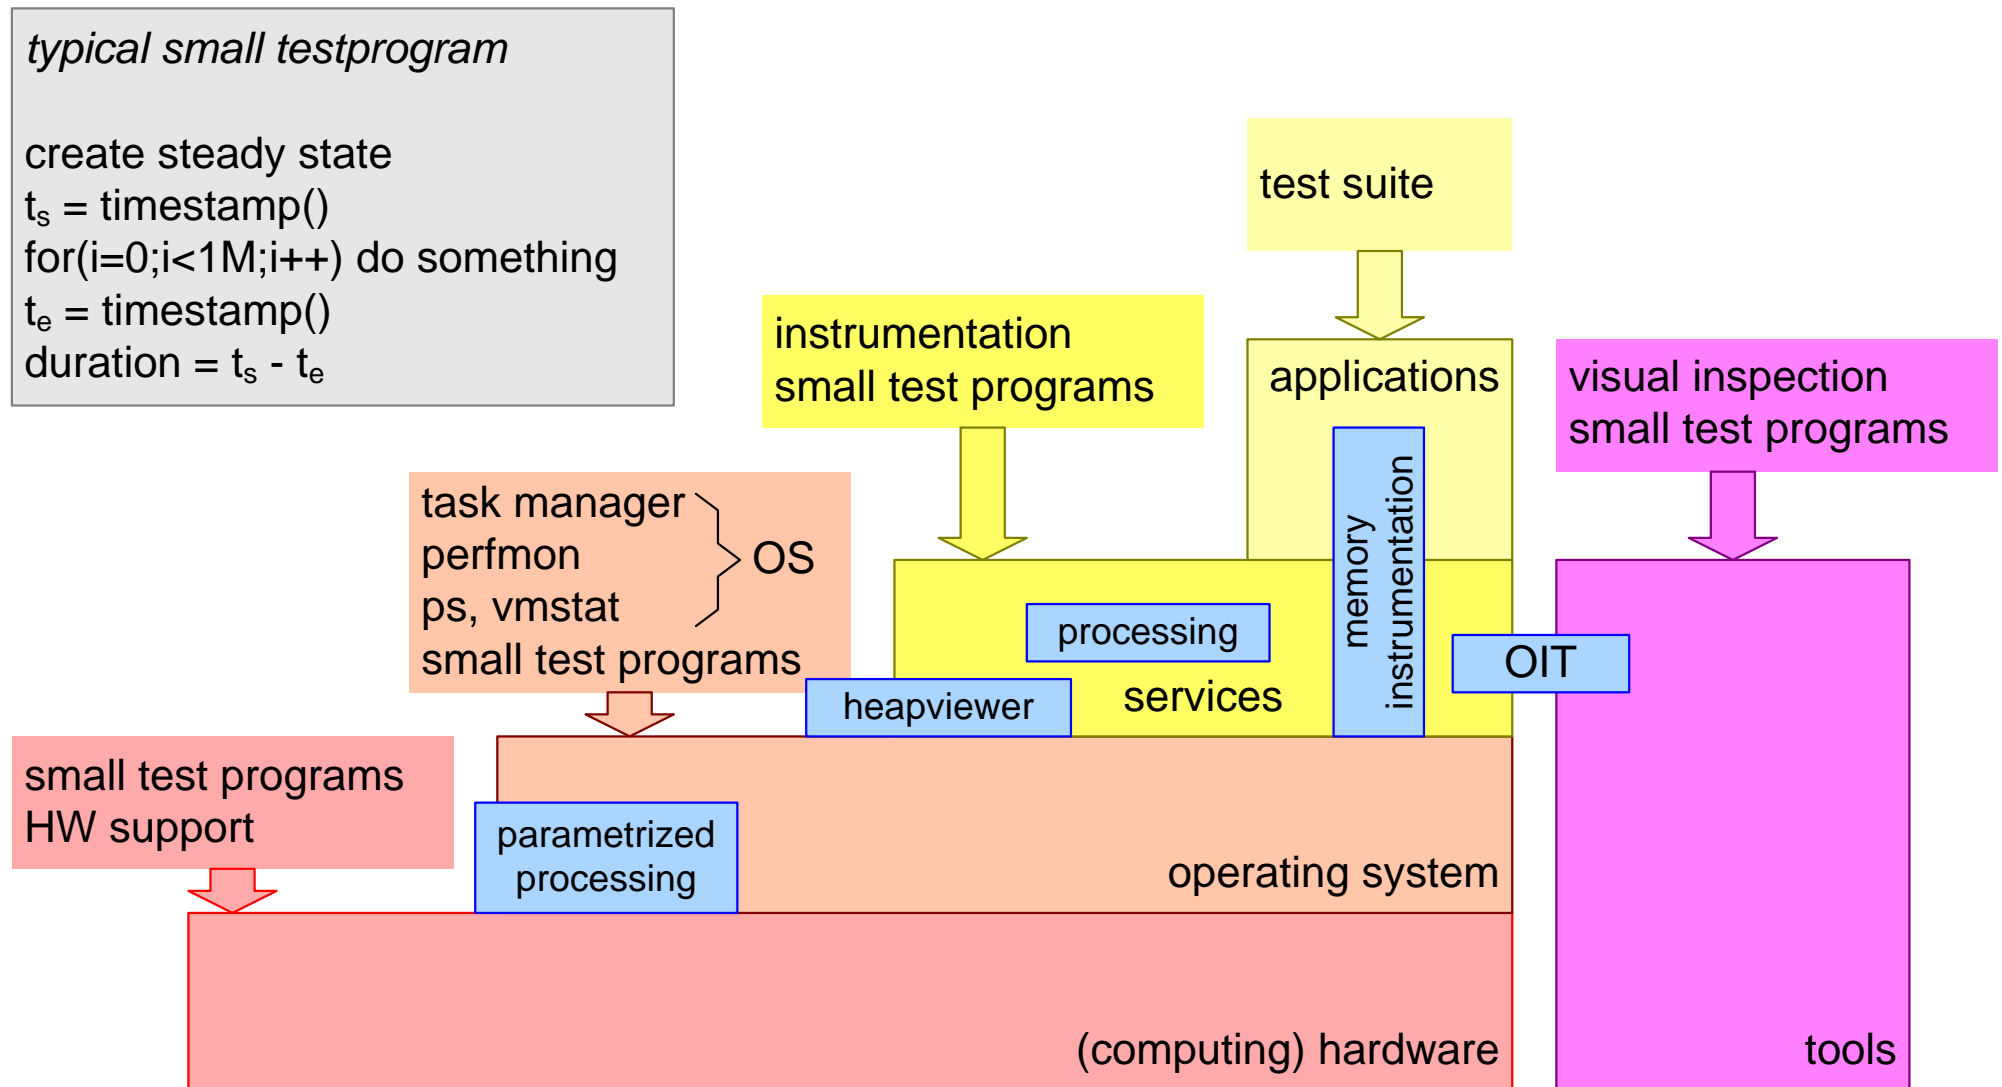 typical small testprogram
create steady state
tₛ = timestamp()
for(i=0;i<1M;i++) do something
tₑ = timestamp()
duration = tₛ - tₑ
test suite
instrumentation
small test programs
applications
visual inspection
small test programs
task manager
perfmon
ps, vmstat
OS
small test programs
memory
instrumentation
processing
OIT
heapviewer
services
small test programs
HW support
parametrized
processing
operating system
(computing) hardware
tools